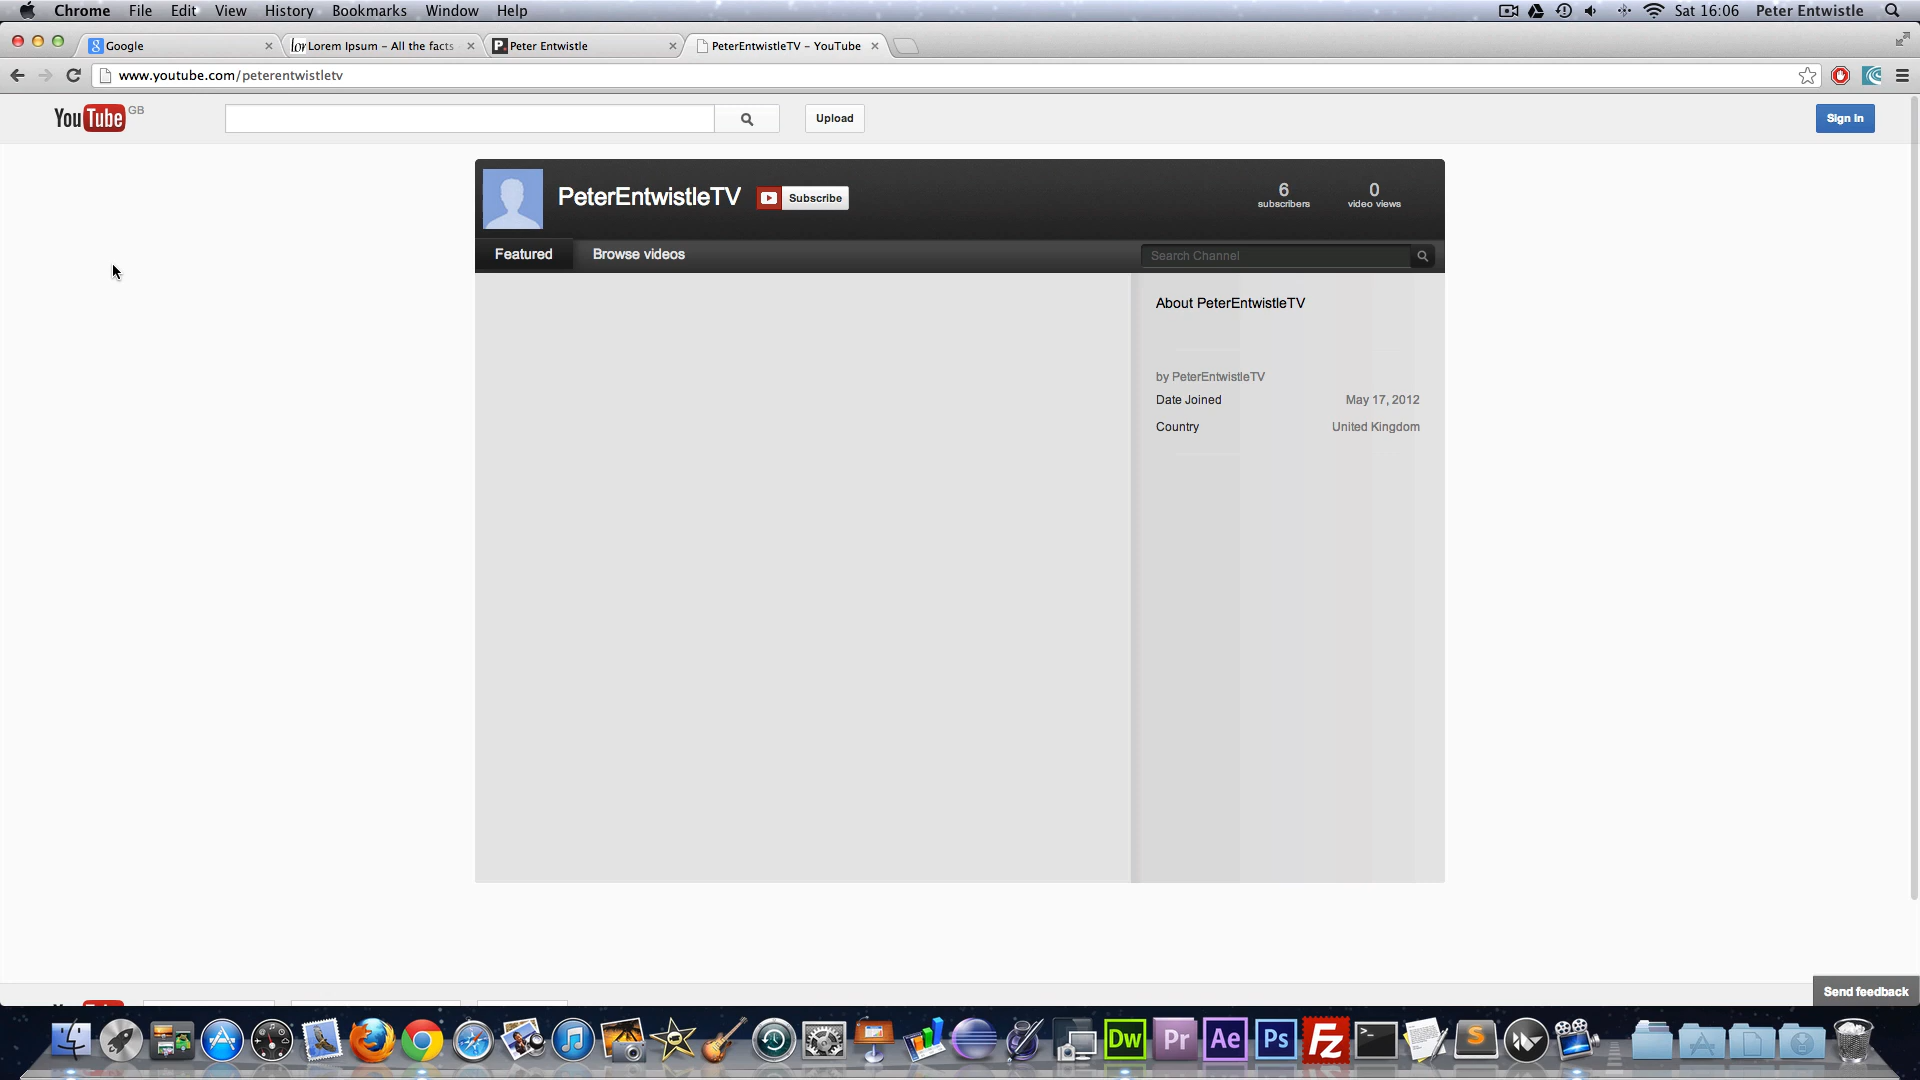 Chrome File Edit View History Bookmarks Window Help Sat 16:06 Peter Entwistle
Google Lorem Ipsum - All the facts Peter Entwistle PeterEntwistleTV - YouTube
www.youtube.com/peterentwistletv
YouTube GB Upload Sign In
PeterEntwistleTV Subscribe 6 0
subscribers video views
Featured Browse videos Search Channel
About PeterEntwistleTV
by PeterEntwistleTV
Date Joined May 17, 2012
Country United Kingdom
Send feedback
Dw Pr Ae Ps Fz S